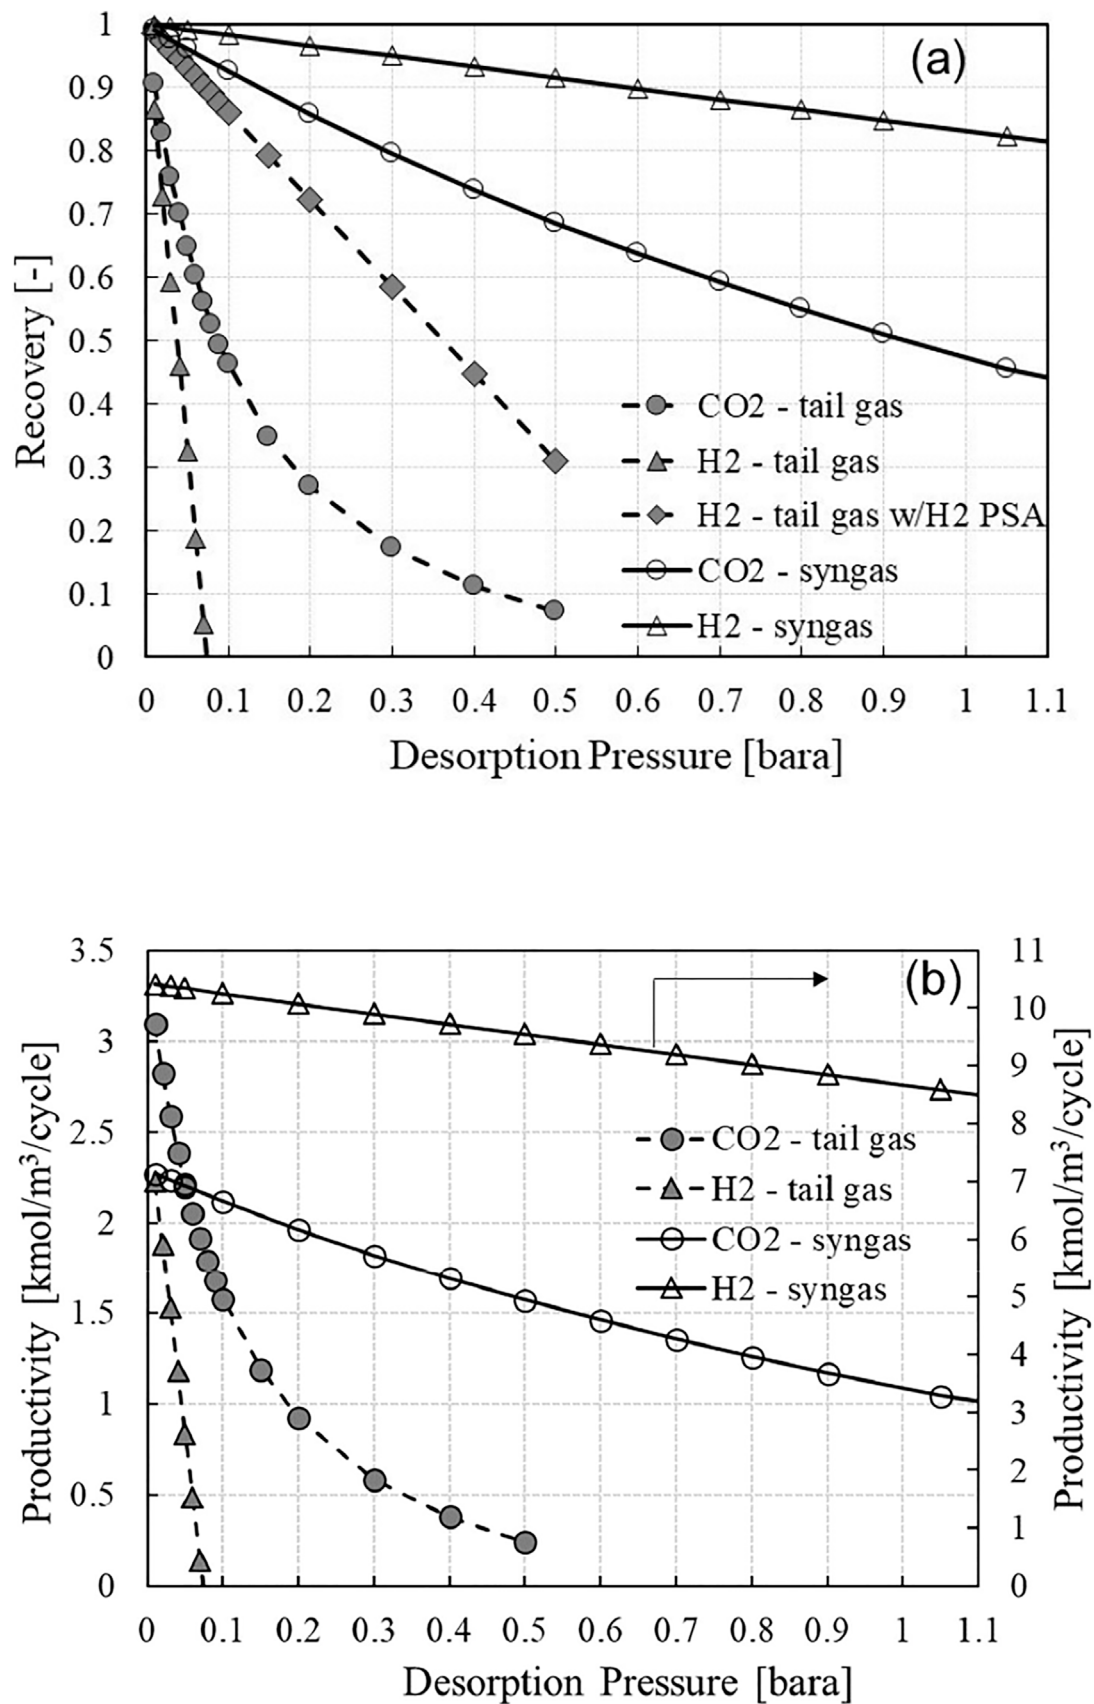 (a)
1
0.9
0.8
0.7
0.6
0.5
0.4
0.3
0.2
0.1
0
Recovery [-]
CO2 - tail gas
H2 - tail gas
H2 - tail gas w/H2 PSA
CO2 - syngas
H2 - syngas
0 0.1 0.2 0.3 0.4 0.5 0.6 0.7 0.8 0.9 1 1.1
Desorption Pressure [bara]
(b)
3.5
3
2.5
2
1.5
1
0.5
0
Productivity [kmol/m³/cycle]
CO2 - tail gas
H2 - tail gas
CO2 - syngas
H2 - syngas
11
10
9
8
7
6
5
4
3
2
1
0
Productivity [kmol/m³/cycle]
0 0.1 0.2 0.3 0.4 0.5 0.6 0.7 0.8 0.9 1 1.1
Desorption Pressure [bara]